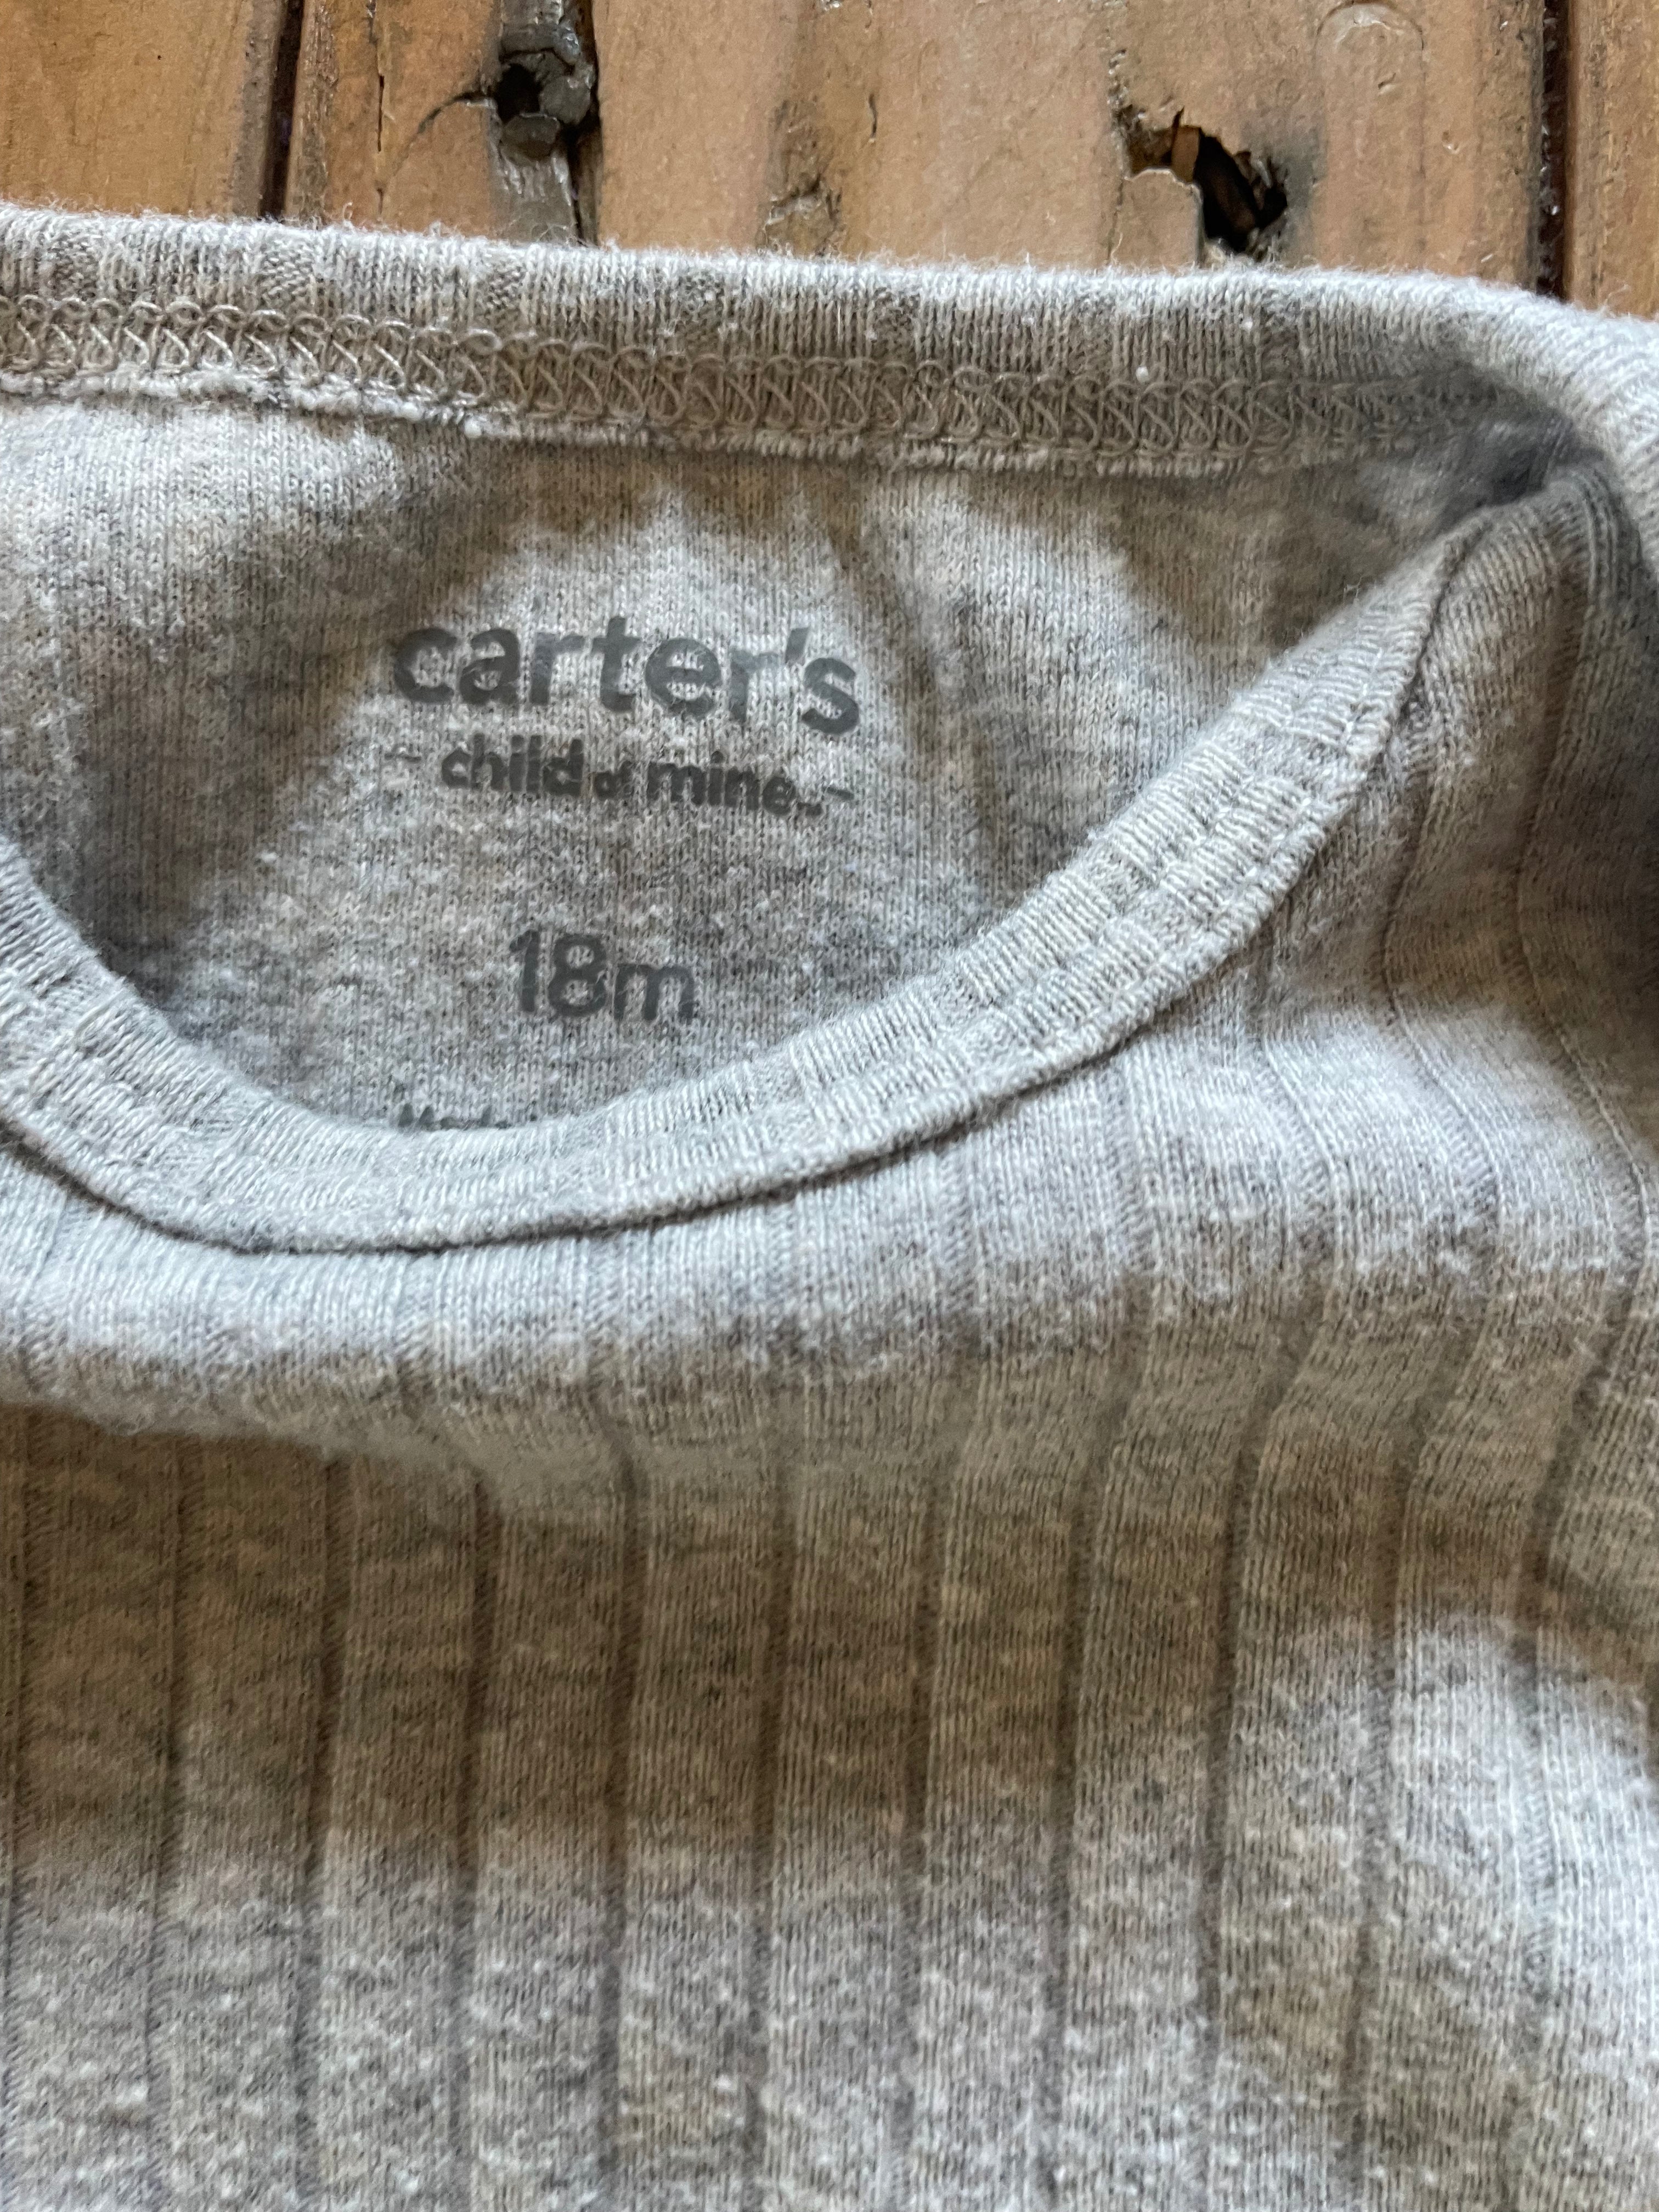 carter's
- child of mine -
18m